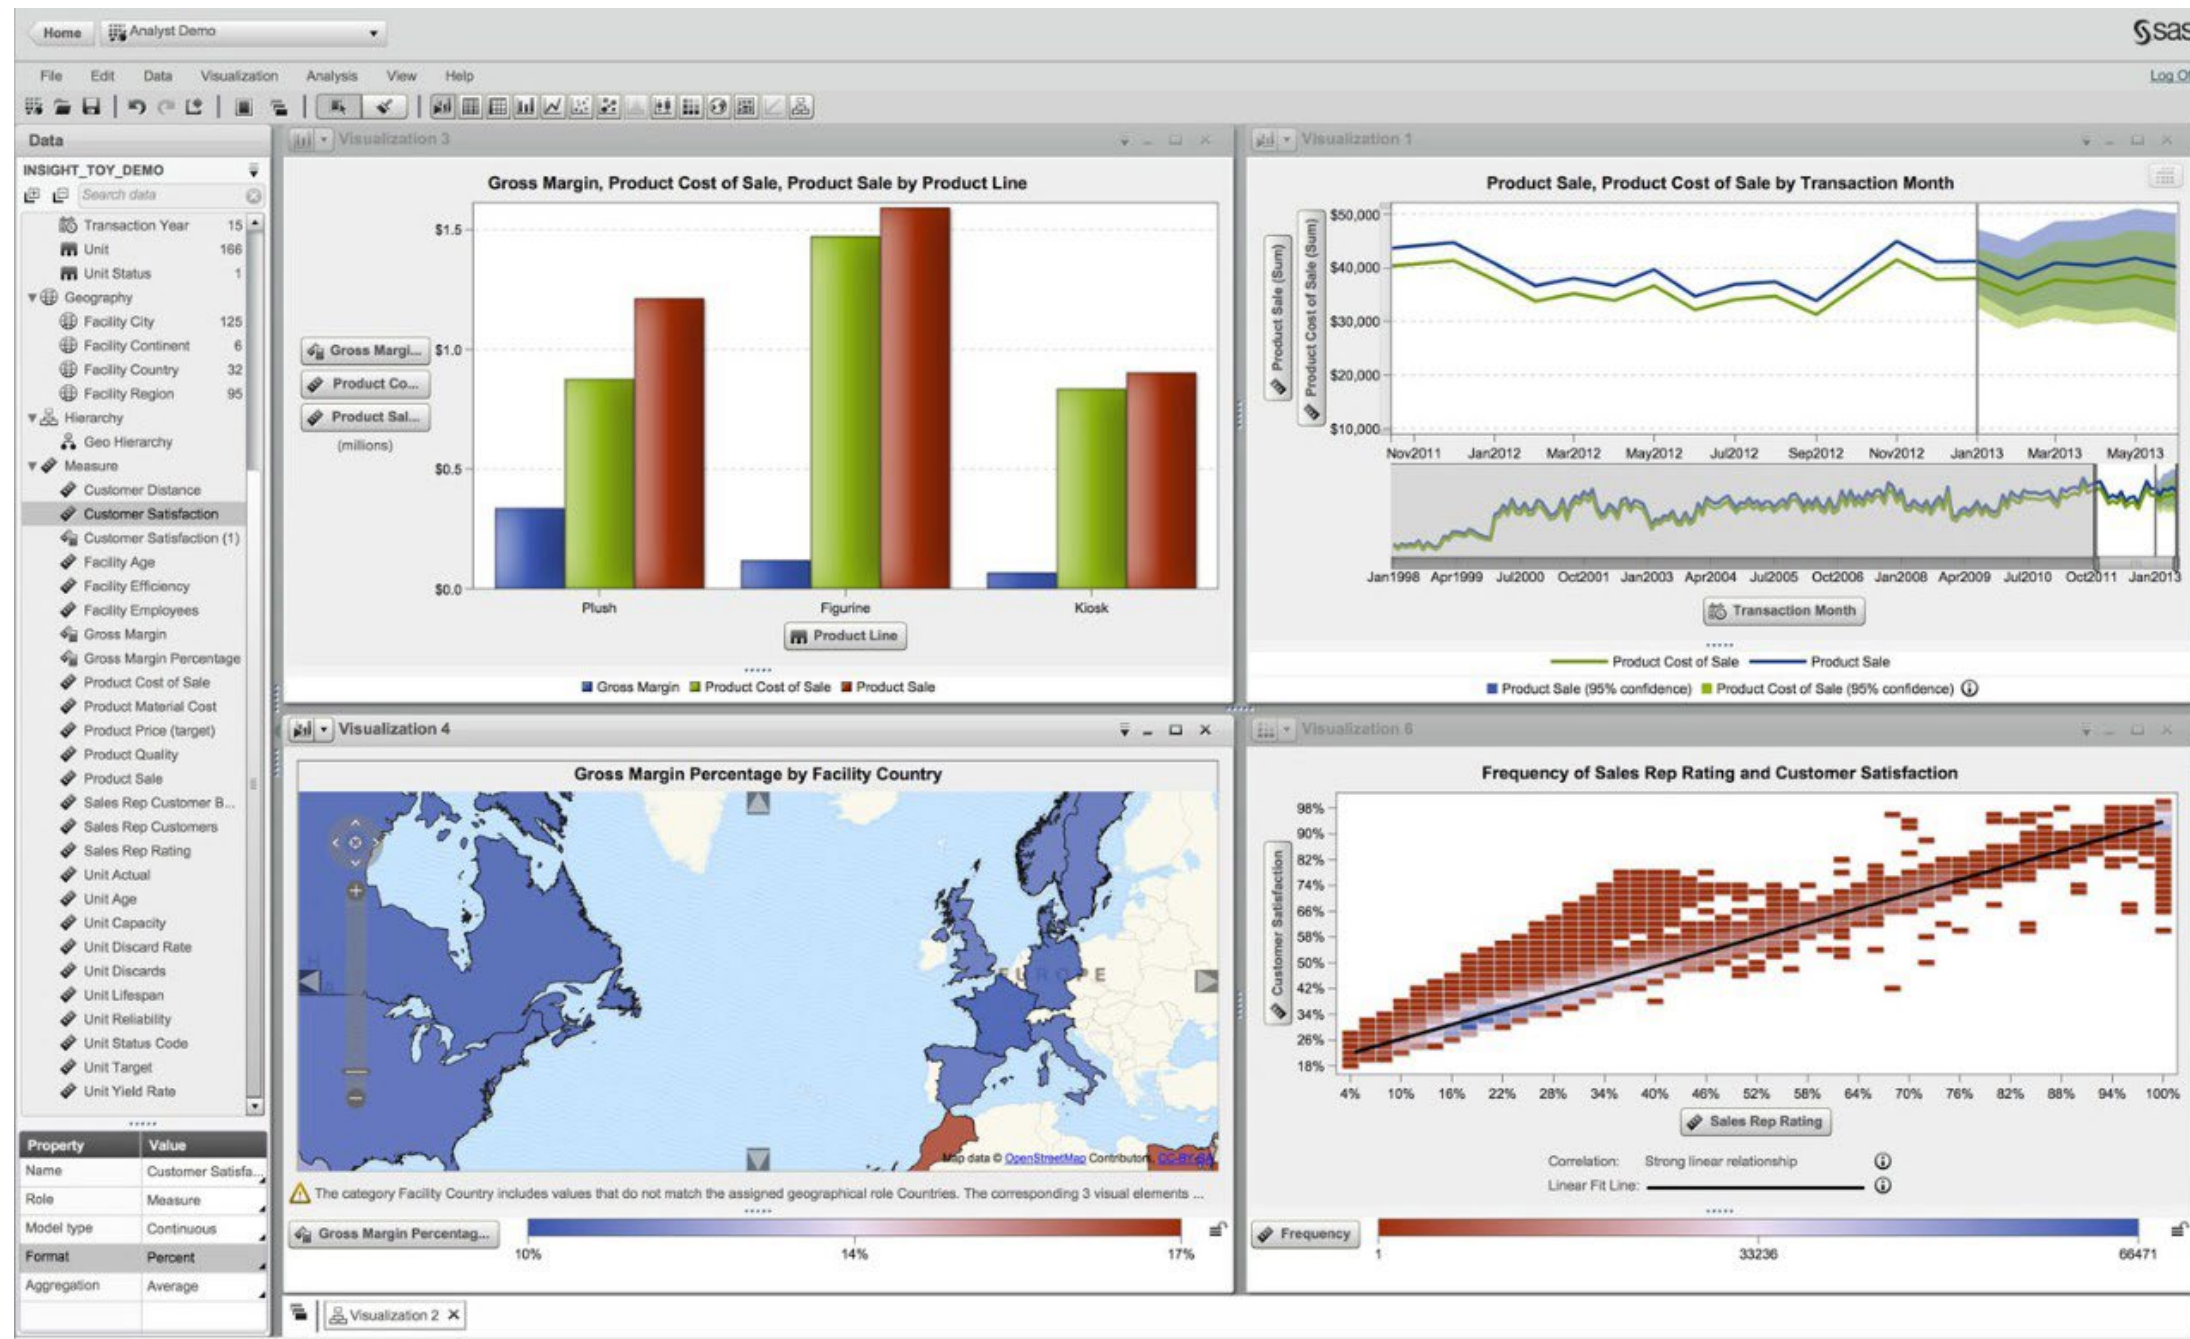 Home
Analyst Demo
sas
File Edit Data Visualization Analysis View Help
Data
INSIGHT_TOY_DEMO
Search data
Transaction Year 15
Unit 166
Unit Status 1
Geography
Facility City 125
Facility Continent 6
Facility Country 32
Facility Region 95
Hierarchy
Geo Hierarchy
Measure
Customer Distance
Customer Satisfaction
Customer Satisfaction (1)
Facility Age
Facility Efficiency
Facility Employees
Gross Margin
Gross Margin Percentage
Product Cost of Sale
Product Material Cost
Product Price (target)
Product Quality
Product Sale
Sales Rep Customer B...
Sales Rep Customers
Sales Rep Rating
Unit Actual
Unit Age
Unit Capacity
Unit Discard Rate
Unit Discards
Unit Lifespan
Unit Reliability
Unit Status Code
Unit Target
Unit Yield Rate
Property Value
Name Customer Satisfa...
Role Measure
Model type Continuous
Format Percent
Aggregation Average
Visualization 3
Gross Margin, Product Cost of Sale, Product Sale by Product Line
Gross Margi...
Product Co...
Product Sal...
(millions)
$1.5
$1.0
$0.5
$0.0
Plush Figurine Kiosk
Product Line
Gross Margin Product Cost of Sale Product Sale
Log Of
Visualization 1
Product Sale, Product Cost of Sale by Transaction Month
Product Sale (Sum)
Product Cost of Sale (Sum)
$50,000
$40,000
$30,000
$20,000
$10,000
Nov2011 Jan2012 Mar2012 May2012 Jul2012 Sep2012 Nov2012 Jan2013 Mar2013 May2013
Jan1998 Apr1999 Jul2000 Oct2001 Jan2003 Apr2004 Jul2005 Oct2006 Jan2008 Apr2009 Jul2010 Oct2011 Jan2013
Transaction Month
Product Cost of Sale Product Sale
Product Sale (95% confidence) Product Cost of Sale (95% confidence)
Visualization 4
Gross Margin Percentage by Facility Country
EUROPE
Map data © OpenStreetMap Contributors, CC-BY-SA
The category Facility Country includes values that do not match the assigned geographical role Countries. The corresponding 3 visual elements ...
Gross Margin Percentag...
10% 14% 17%
Visualization 6
Frequency of Sales Rep Rating and Customer Satisfaction
Customer Satisfaction
98%
90%
82%
74%
66%
58%
50%
42%
34%
26%
18%
4% 10% 16% 22% 28% 34% 40% 46% 52% 58% 64% 70% 76% 82% 88% 94% 100%
Sales Rep Rating
Correlation: Strong linear relationship
Linear Fit Line:
Frequency
1 33236 66471
Visualization 2